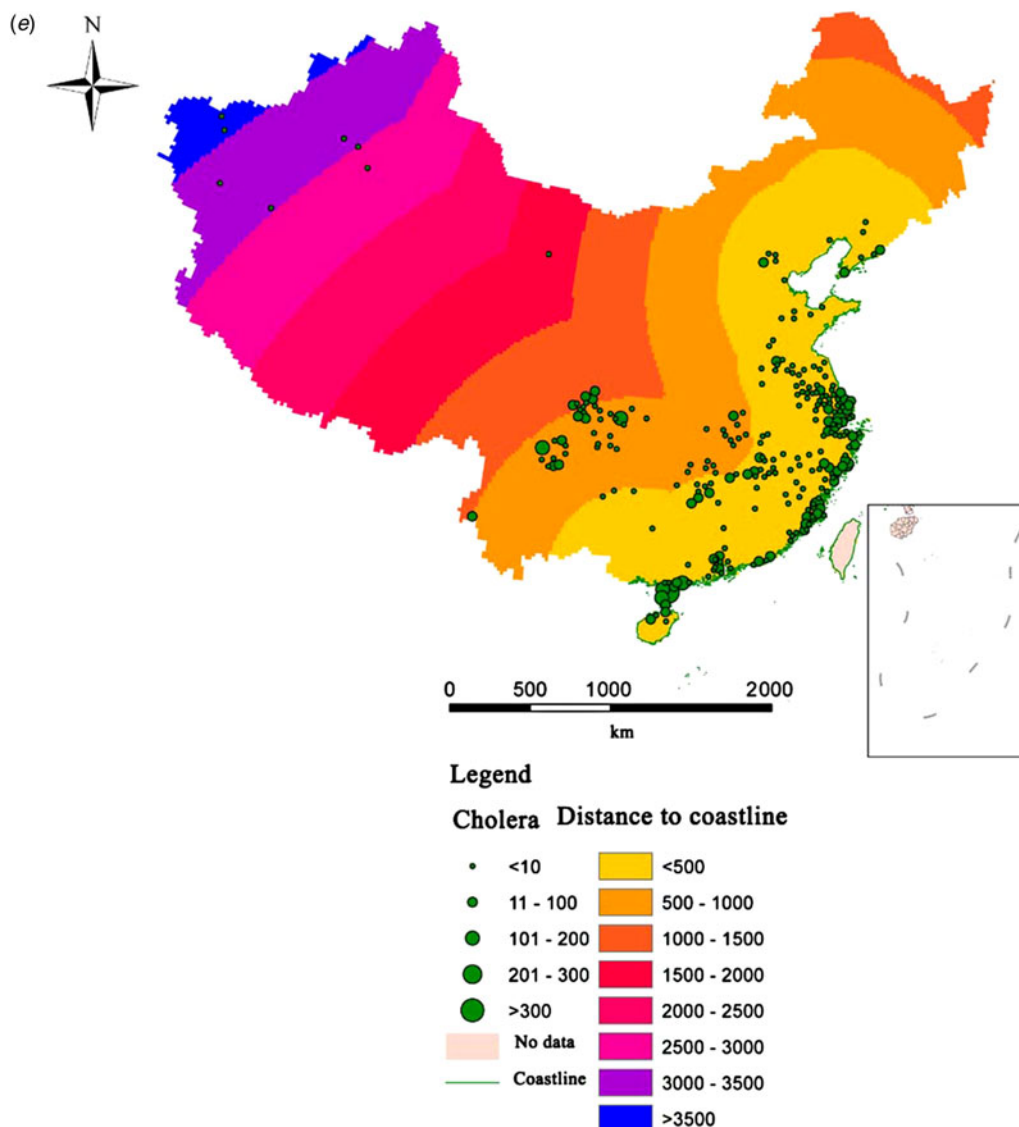 (e)
N
0 500 1000 2000
km
Legend
Cholera Distance to coastline
<10 <500
11 - 100 500 - 1000
101 - 200 1000 - 1500
201 - 300 1500 - 2000
>300 2000 - 2500
No data 2500 - 3000
Coastline 3000 - 3500
>3500